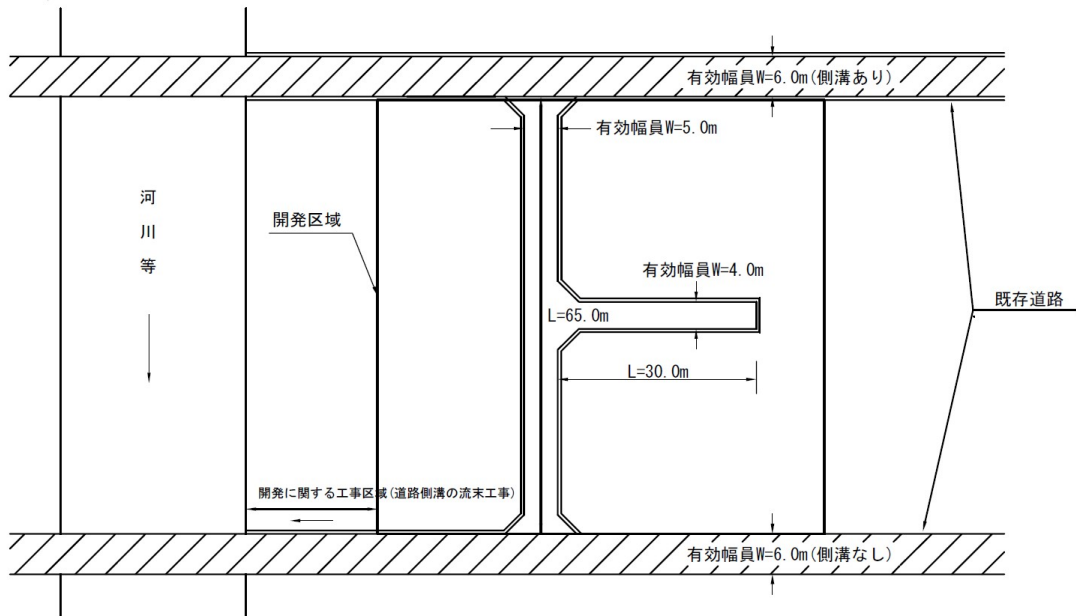 有効幅員W=6.0m(側溝あり)
有効幅員W=5.0m
河川等
開発区域
有効幅員W=4.0m
既存道路
L=65.0m
L=30.0m
開発に関する工事区域(道路側溝の流末工事)
有効幅員W=6.0m(側溝なし)